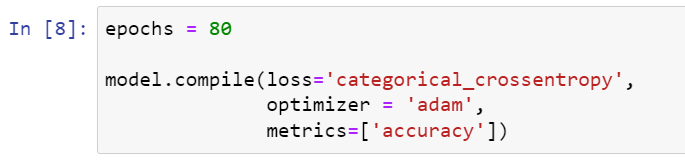 In [8]: epochs = 80
model.compile(loss='categorical_crossentropy',
optimizer = 'adam',
metrics=['accuracy'])